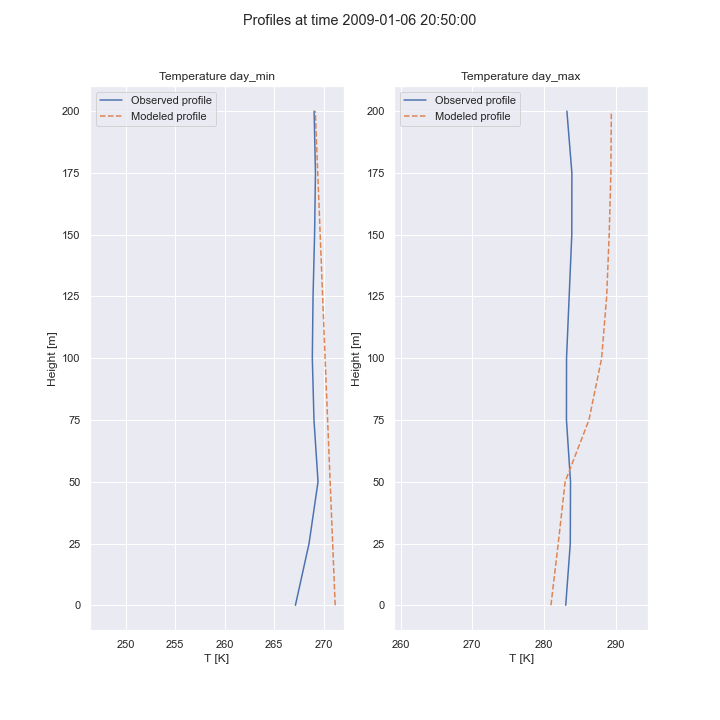 Profiles at time 2009-01-06 20:50:00
Temperature day_min
Observed profile
Modeled profile
200
175
150
125
100
75
50
25
0
Height [m]
250
255
260
265
270
T [K]
Temperature day_max
Observed profile
Modeled profile
200
175
150
125
100
75
50
25
0
Height [m]
260
270
280
290
T [K]